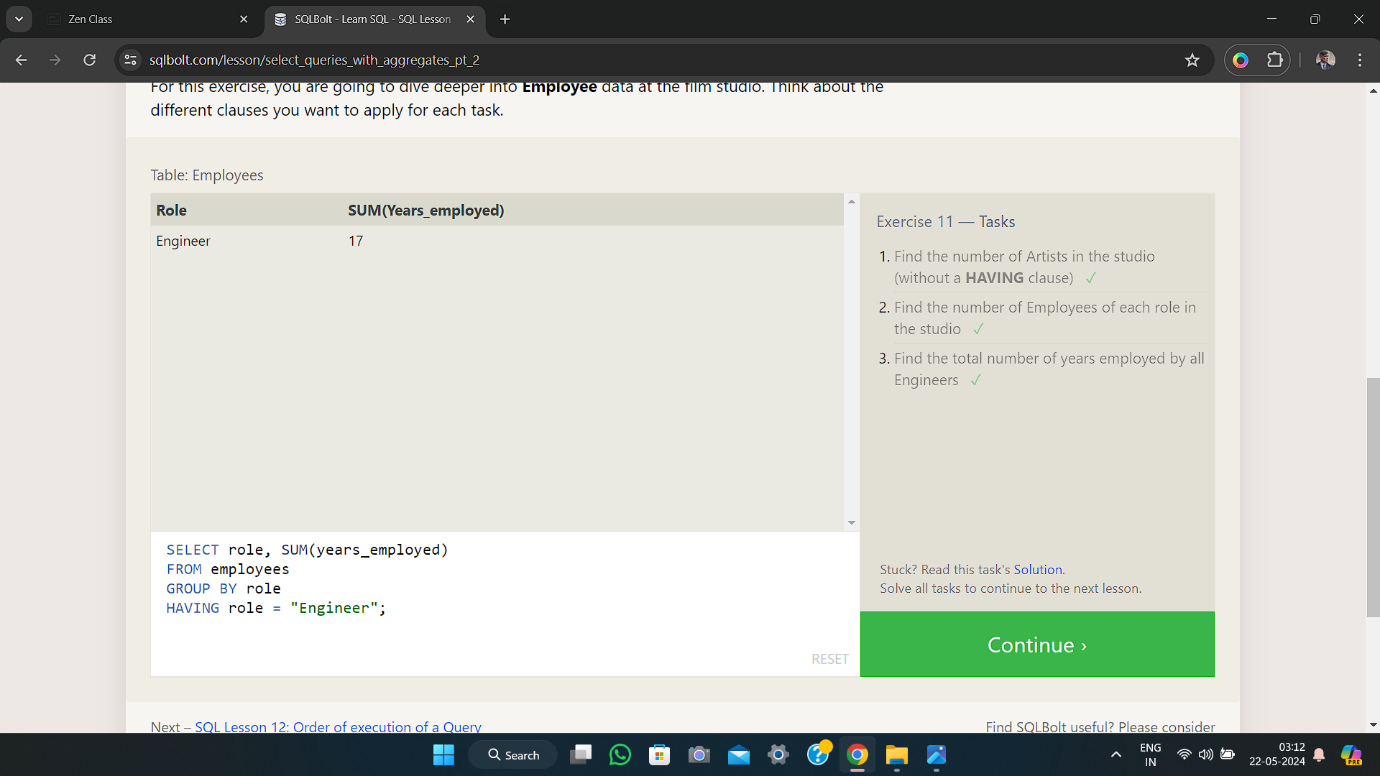 Zen Class
SQLBolt - Learn SQL - SQL Lesson
sqlbolt.com/lesson/select_queries_with_aggregates_pt_2
For this exercise, you are going to dive deeper into Employee data at the film studio. Think about the
different clauses you want to apply for each task.
Table: Employees
Role SUM(Years_employed)
Engineer 17
SELECT role, SUM(years_employed)
FROM employees
GROUP BY role
HAVING role = "Engineer";
RESET
Exercise 11 — Tasks
1. Find the number of Artists in the studio
(without a HAVING clause) ✓
2. Find the number of Employees of each role in
the studio ✓
3. Find the total number of years employed by all
Engineers ✓
Stuck? Read this task's Solution.
Solve all tasks to continue to the next lesson.
Continue ›
Next – SQL Lesson 12: Order of execution of a Query
Find SQLBolt useful? Please consider
Search
ENG
IN
03:12
22-05-2024
PRE